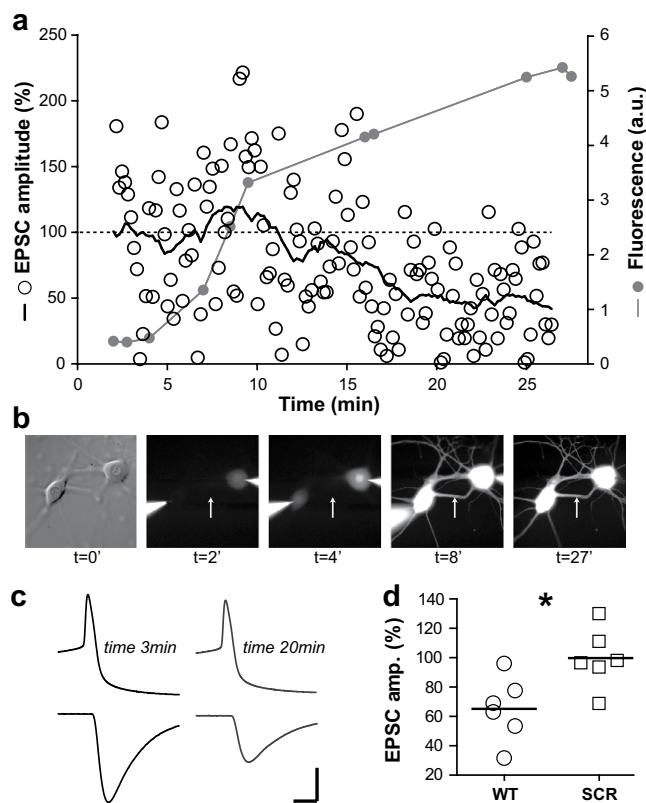 a
250
200
150
100
50
0
EPSC amplitude (%)
6
5
4
3
2
1
0
Fluorescence (a.u.)
0 5 10 15 20 25
Time (min)
b
t=0' t=2' t=4' t=8' t=27'
c
time 3min time 20min
d
*
140
120
100
80
60
40
20
EPSC amp. (%)
WT SCR